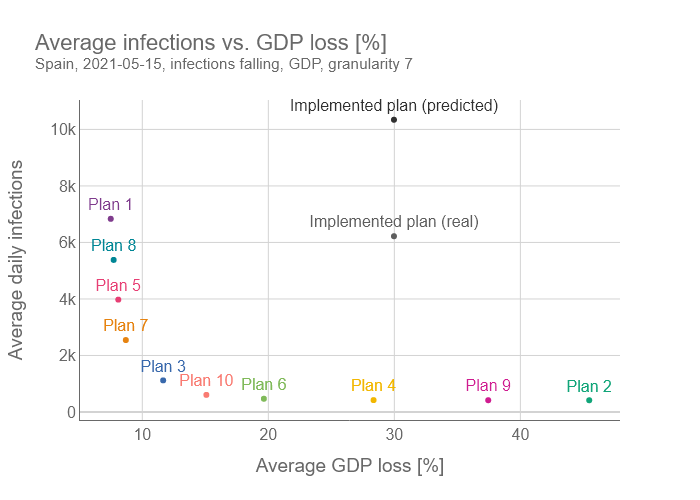 Average infections vs. GDP loss [%]
Spain, 2021-05-15, infections falling, GDP, granularity 7
Implemented plan (predicted)
10k
8k
Plan 1
Implemented plan (real)
6k
Plan 8
Plan 5
4k
Plan 7
2k
Plan 3
Plan 10
Plan 6
Plan 4
Plan 9
Plan 2
0
10
20
30
40
Average daily infections
Average GDP loss [%]